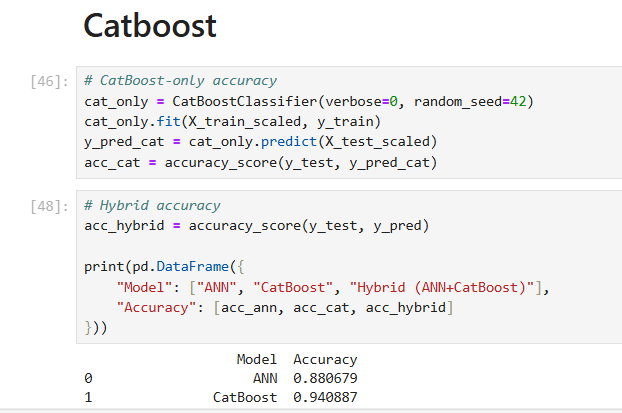 Catboost
[46]:
# CatBoost-only accuracy
cat_only = CatBoostClassifier(verbose=0, random_seed=42)
cat_only.fit(X_train_scaled, y_train)
y_pred_cat = cat_only.predict(X_test_scaled)
acc_cat = accuracy_score(y_test, y_pred_cat)
[48]:
# Hybrid accuracy
acc_hybrid = accuracy_score(y_test, y_pred)

print(pd.DataFrame({
    "Model": ["ANN", "CatBoost", "Hybrid (ANN+CatBoost)"],
    "Accuracy": [acc_ann, acc_cat, acc_hybrid]
}))
                   Model  Accuracy
0                    ANN  0.880679
1               CatBoost  0.940887